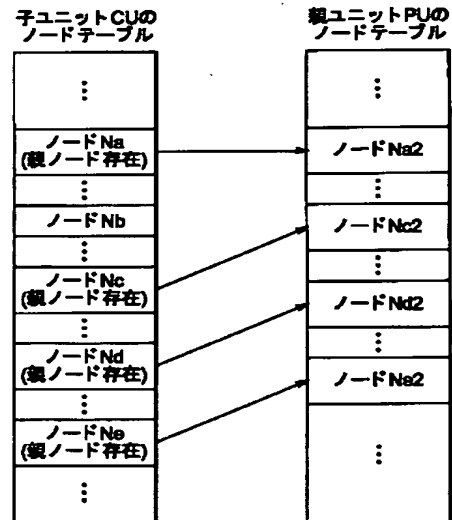 子ユニットCUの
ノードテーブル
⋮
ノードNa
(親ノード存在)
⋮
ノードNb
⋮
ノードNc
(親ノード存在)
⋮
ノードNd
(親ノード存在)
⋮
ノードNe
(親ノード存在)
⋮
親ユニットPUの
ノードテーブル
⋮
ノードNa2
⋮
ノードNc2
⋮
ノードNd2
⋮
ノードNe2
⋮